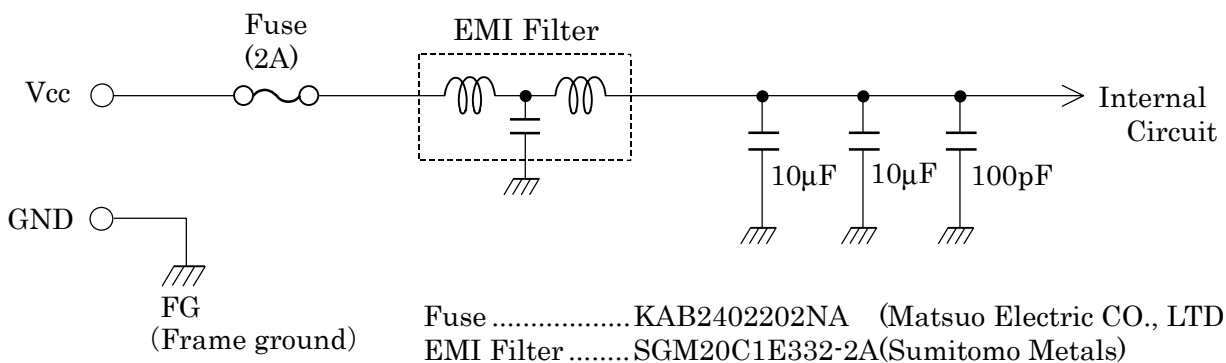 Fuse
(2A)
EMI Filter
Vcc
Internal
Circuit
10µF
10µF
100pF
GND
FG
(Frame ground)
Fuse ..................KAB2402202NA (Matsuo Electric CO., LTD
EMI Filter ........SGM20C1E332-2A(Sumitomo Metals)